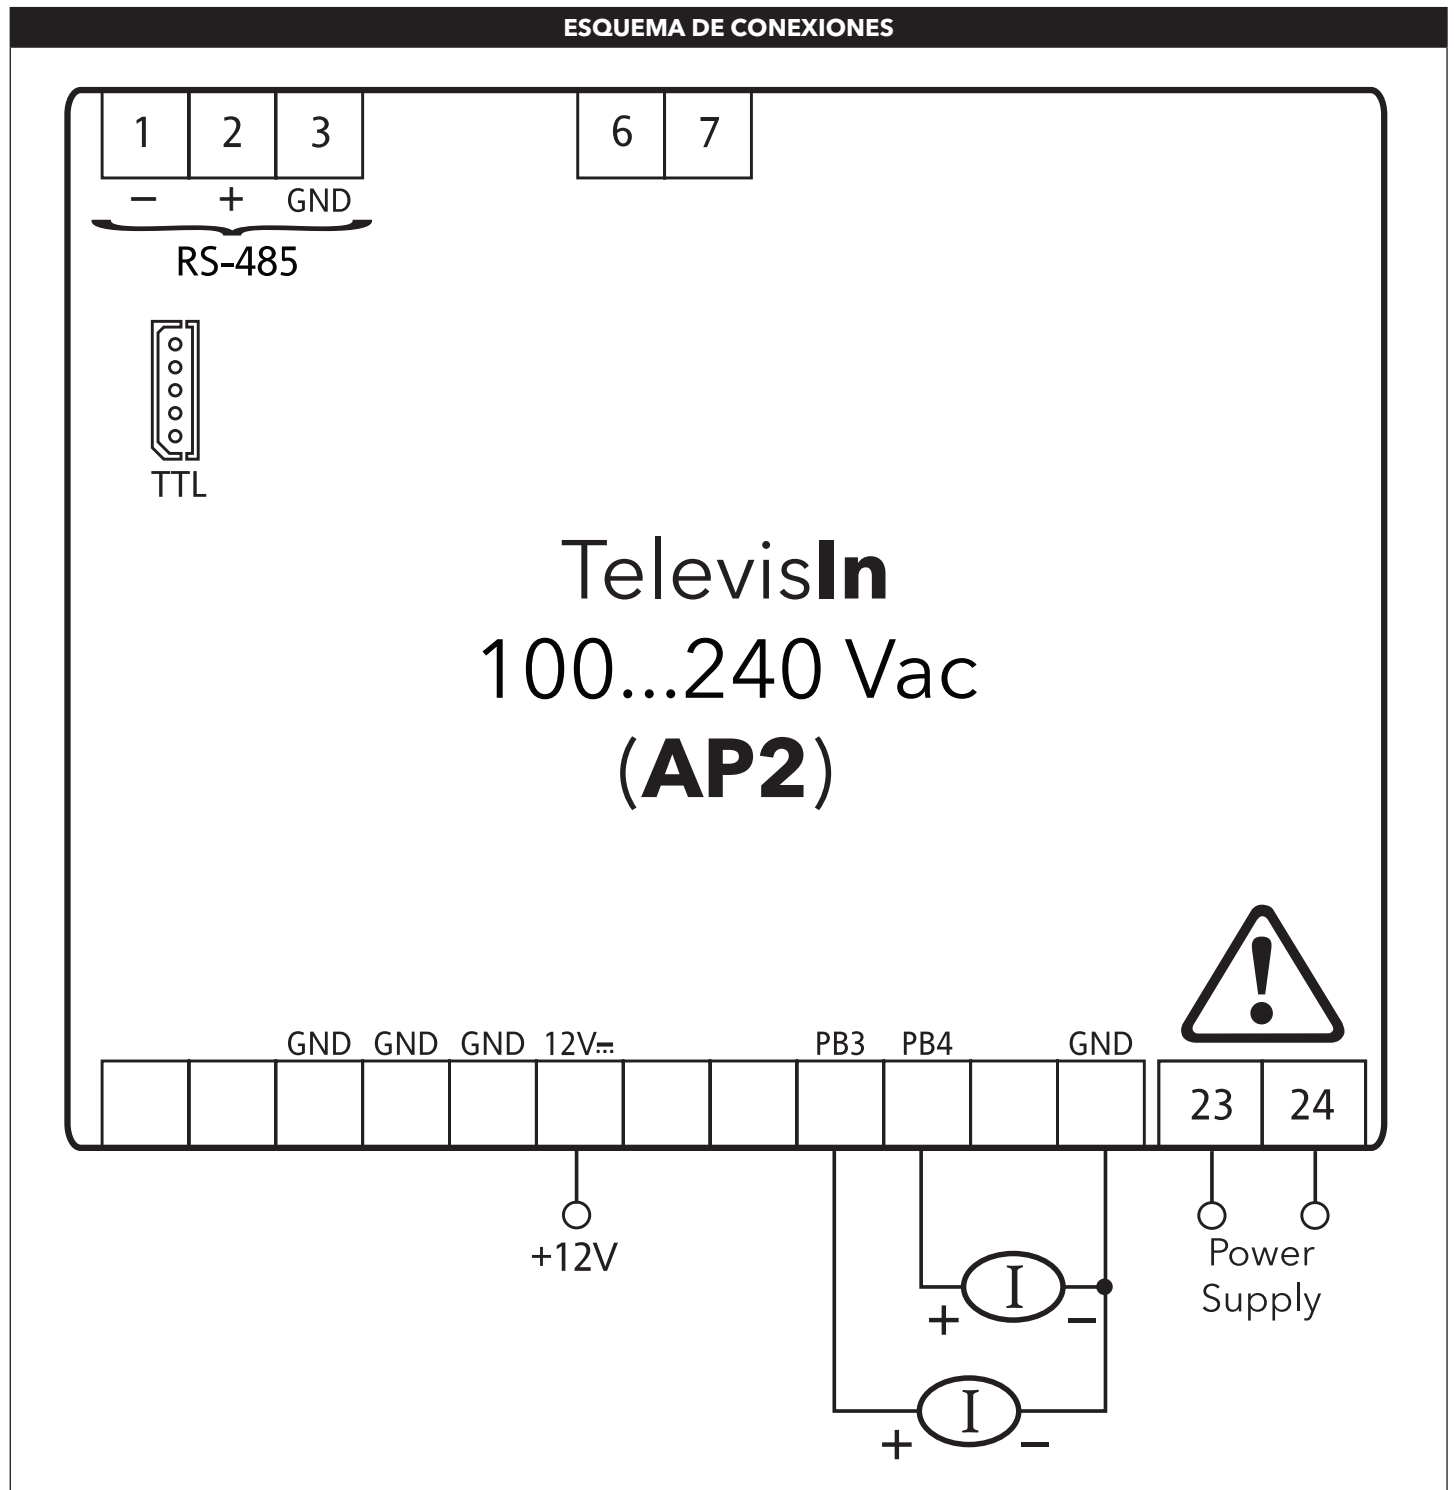 ESQUEMA DE CONEXIONES
1 2 3 6 7
− + GND
RS-485
TTL
TelevisIn
100...240 Vac
(AP2)
GND GND GND 12V⎓ PB3 PB4 GND
23 24
+12V
Power
Supply
I
+ −
I
+ −